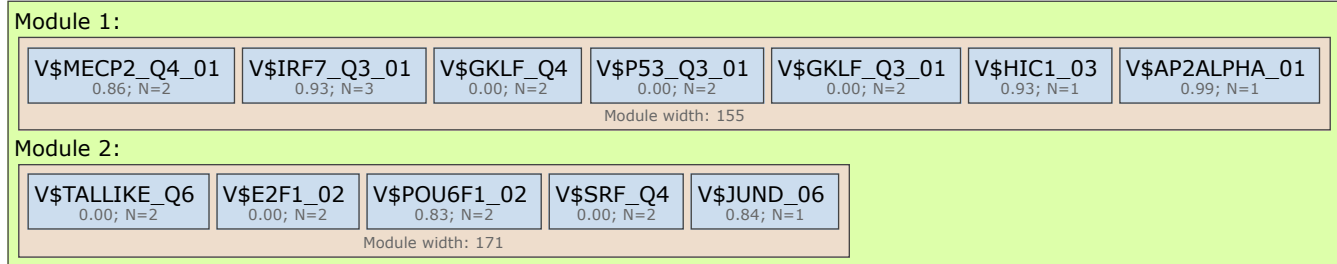 Module 1:
V$MECP2_Q4_01 V$IRF7_Q3_01 V$GKLF_Q4 V$P53_Q3_01 V$GKLF_Q3_01 V$HIC1_03 V$AP2ALPHA_01
0.86; N=2 0.93; N=3 0.00; N=2 0.00; N=2 0.00; N=2 0.93; N=1 0.99; N=1
Module width: 155
Module 2:
V$TALLIKE_Q6 V$E2F1_02 V$POU6F1_02 V$SRF_Q4 V$JUND_06
0.00; N=2 0.00; N=2 0.83; N=2 0.00; N=2 0.84; N=1
Module width: 171